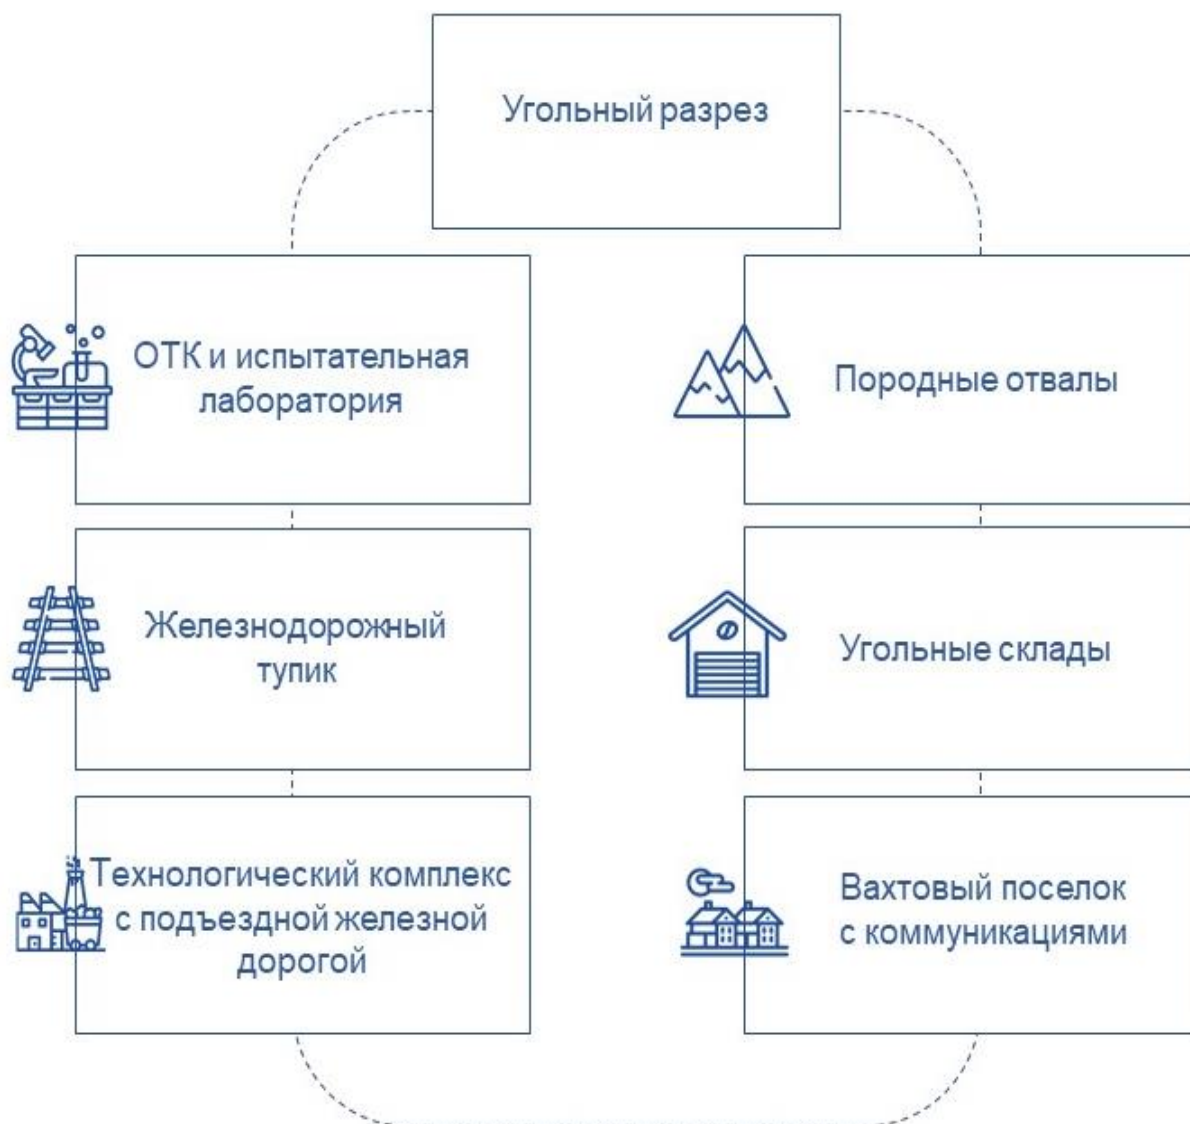 Угольный разрез
ОТК и испытательная
лаборатория
Породные отвалы
Железнодорожный
тупик
Угольные склады
Технологический комплекс
с подъездной железной
дорогой
Вахтовый поселок
с коммуникациями